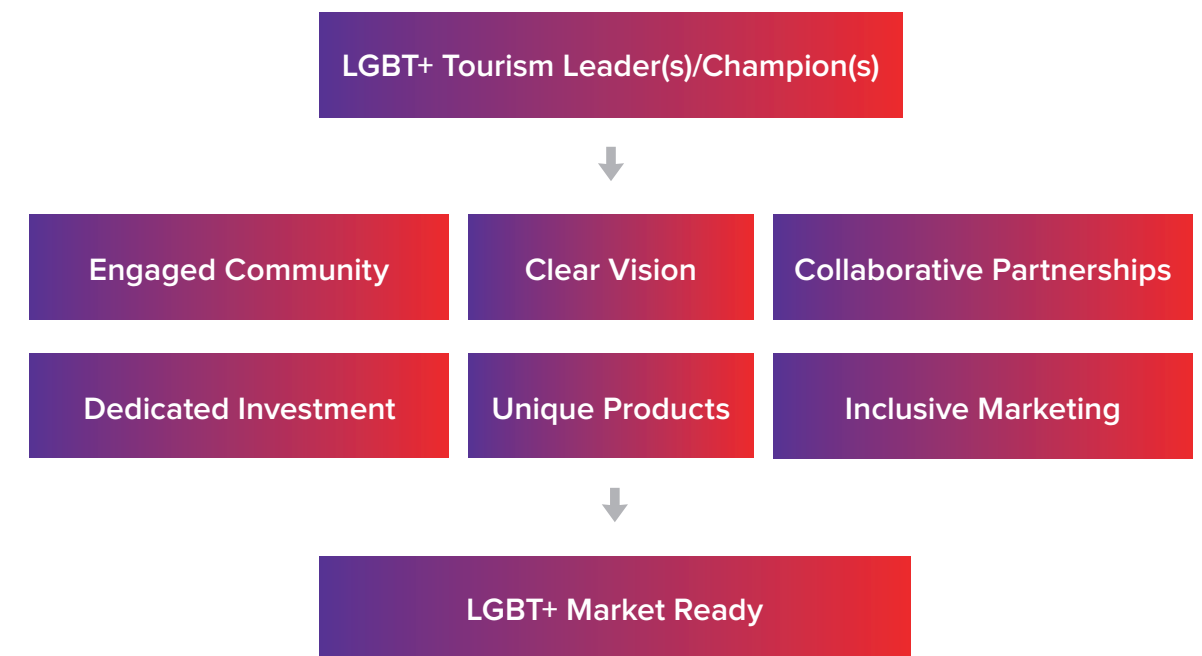 LGBT+ Tourism Leader(s)/Champion(s)
Engaged Community
Clear Vision
Collaborative Partnerships
Dedicated Investment
Unique Products
Inclusive Marketing
LGBT+ Market Ready